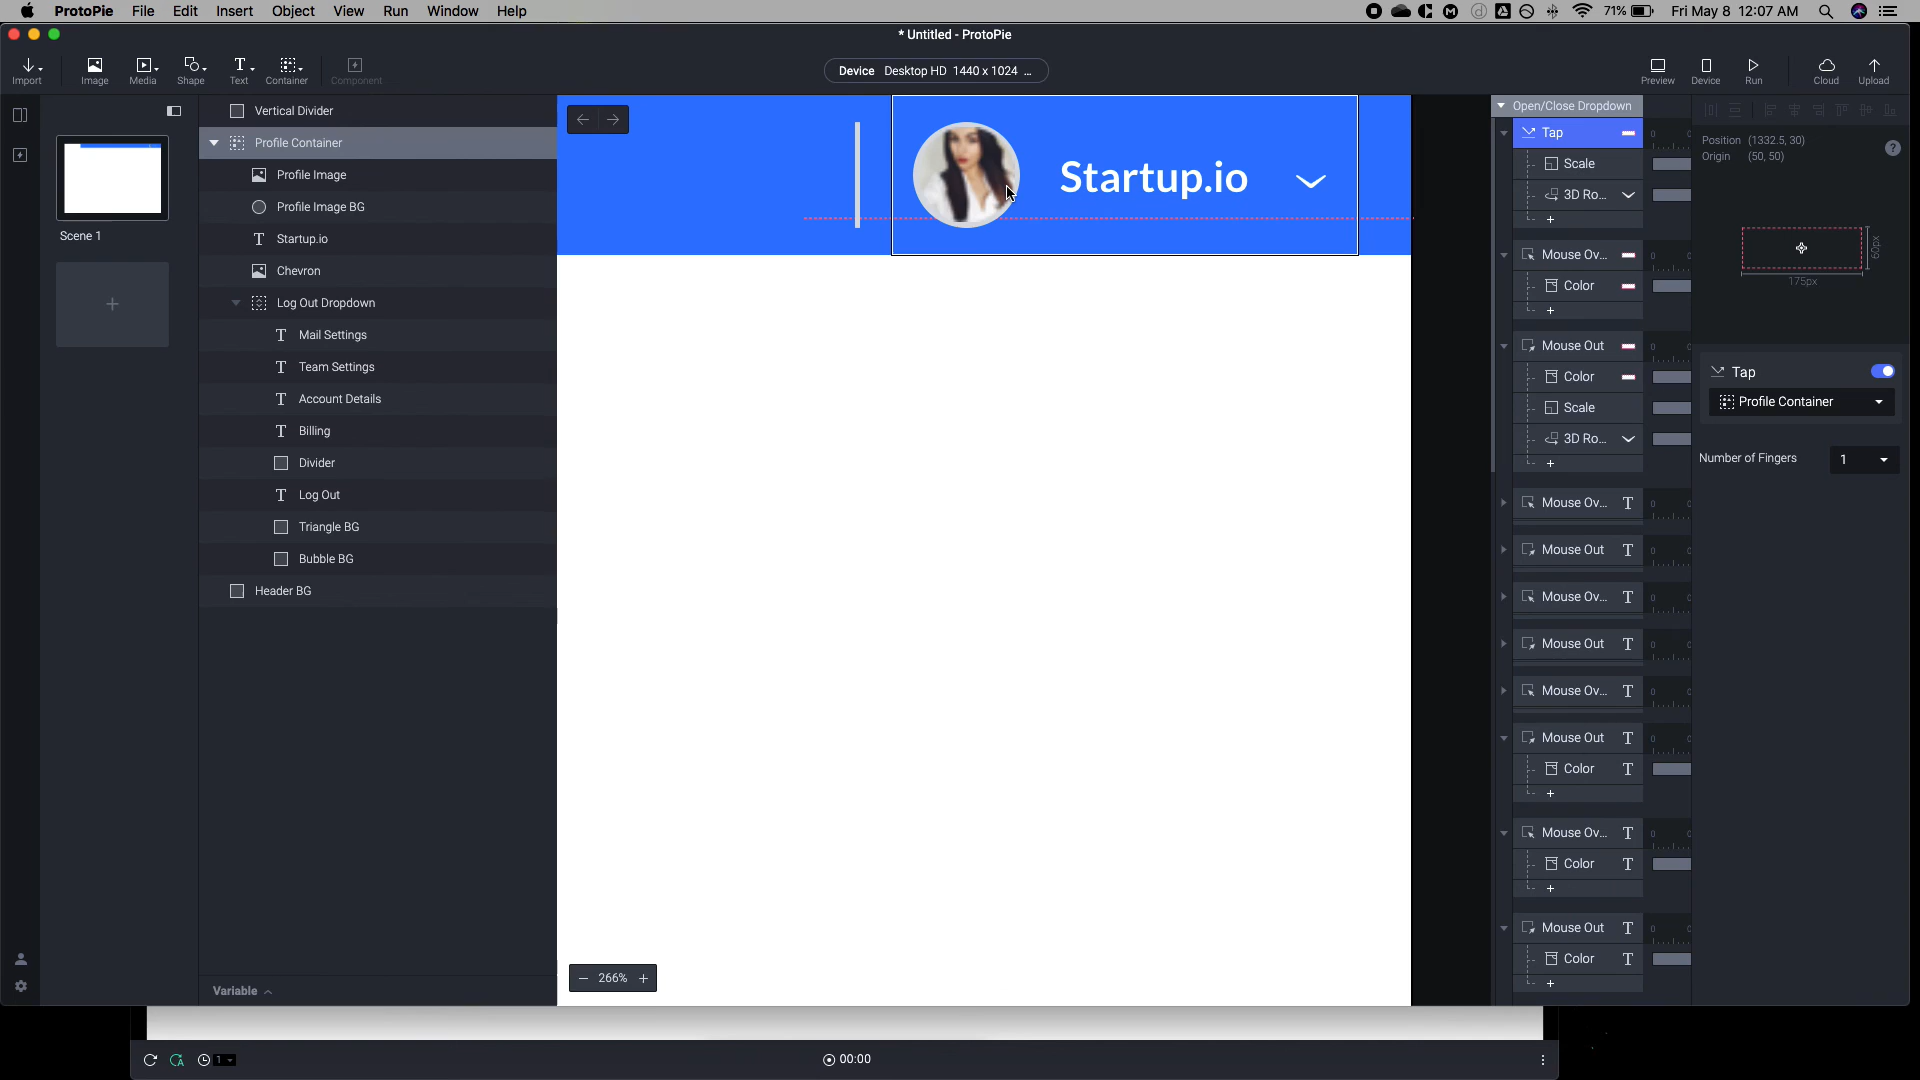 ProtoPie File Edit Insert Object View Run Window Help
71% Fri May 8 12:07 AM
* Untitled - ProtoPie
Import Image Media Shape Text Container Component
Device Desktop HD 1440 x 1024 ...
Preview Device Run Cloud Upload
Scene 1
Vertical Divider
Profile Container
Profile Image
Profile Image BG
Startup.io
Chevron
Log Out Dropdown
Mail Settings
Team Settings
Account Details
Billing
Divider
Log Out
Triangle BG
Bubble BG
Header BG
Variable
Startup.io
266%
Open/Close Dropdown
Tap
Scale
3D Ro...
Mouse Ov...
Color
Mouse Out
Color
Scale
3D Ro...
Mouse Ov...
Mouse Out
Mouse Ov...
Mouse Out
Mouse Ov...
Mouse Out
Color
Mouse Ov...
Color
Mouse Out
Color
Position (1332.5, 30)
Origin (50, 50)
60px
175px
Tap
Profile Container
Number of Fingers 1
1
00:00